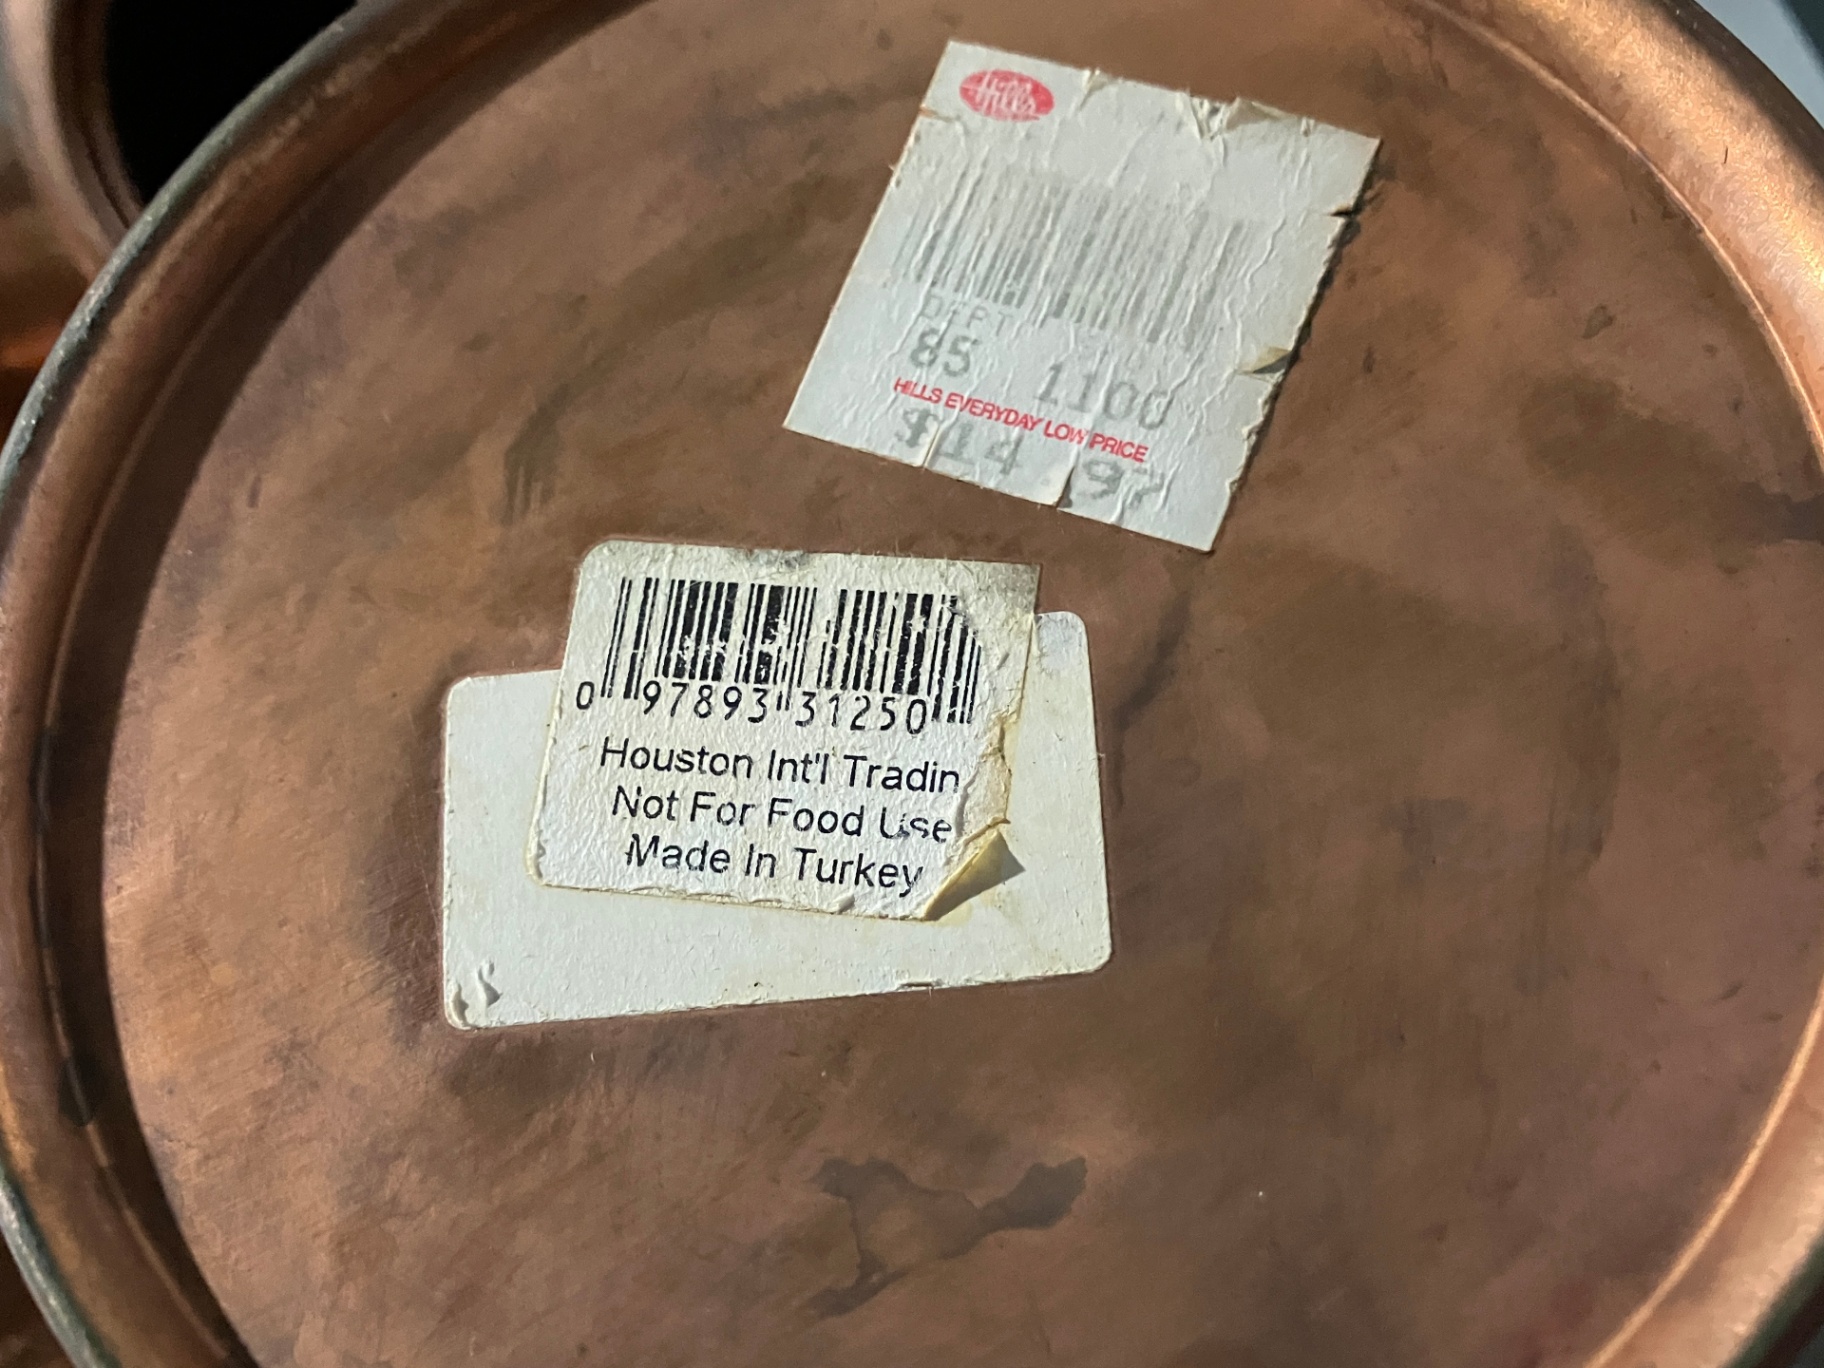 Hills
DEPT
85 1100
HILLS EVERYDAY LOW PRICE
$14.97
0 97893 31250
Houston Int'l Tradin
Not For Food Use
Made In Turkey